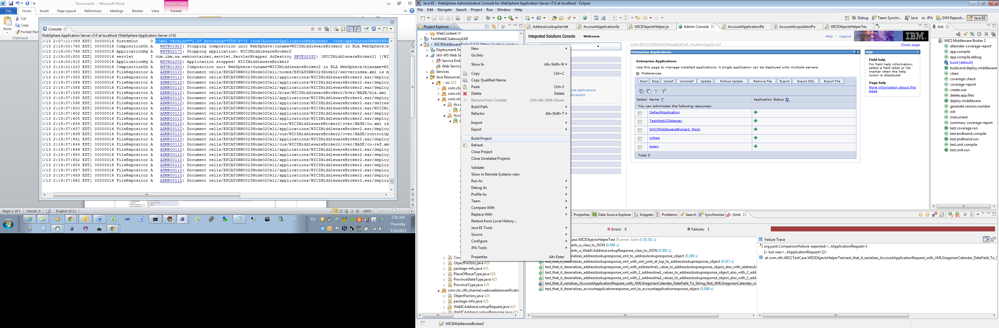 Document1 - Microsoft Word
Picture Tools
File
Home
Insert
Page Layout
References
Mailings
Review
View
Format
Paste
Cut
Copy
Format Pain
Clipboard
Console
WebSphere Application Server v7.0 at localhost (WebSphere Application Server v7.0)
/13 2:07:11:089 EDT] 00000016 SystemOut O <?xml version="1.0" encoding="UTF-8"?> <tns:AccountApplicationResponse> <tns:appStatus>PENDING<
/13 2:19:00:763 EDT] 00000016 CompositionUn A WSVR0192I: Stopping composition unit WebSphere:cuname=WICIMiddlewareBroker2 in BLA WebSphere:b
/13 2:19:00:768 EDT] 00000016 ApplicationMg A WSVR0217I: Stopping application: WICIMiddlewareBroker2
/13 2:19:00:800 EDT] 00000016 servlet I com.ibm.ws.webcontainer.servlet.ServletWrapper doDestroy SRVE0253I: [WICIMiddlewareBroker2] [/WI
/13 2:19:00:815 EDT] 00000016 ApplicationMg A WSVR0220I: Application stopped: WICIMiddlewareBroker2
/13 2:19:01:220 EDT] 00000016 CompositionUn A WSVR0193I: Composition unit WebSphere:cuname=WICIMiddlewareBroker2 in BLA WebSphere:blaname=WI
/13 2:19:37:580 EDT] 00000016 FileRepositor A ADMR0010I: Document cells/EPCATORW0023Node02Cell/nodes/EPCATORW0023Node02/serverindex.xml is m
/13 2:19:37:583 EDT] 00000016 FileRepositor A ADMR0011I: Document cells/EPCATORW0023Node02Cell/applications/WICIMiddlewareBroker2.ear/deploy
/13 2:19:37:586 EDT] 00000016 FileRepositor A ADMR0011I: Document cells/EPCATORW0023Node02Cell/applications/WICIMiddlewareBroker2.ear/deploy
/13 2:19:37:588 EDT] 00000016 FileRepositor A ADMR0011I: Document cells/EPCATORW0023Node02Cell/applications/WICIMiddlewareBroker2.ear/deploy
/13 2:19:37:593 EDT] 00000016 FileRepositor A ADMR0011I: Document cells/EPCATORW0023Node02Cell/blas/WICIMiddlewareBroker2/bver/BASE/bla.xml
/13 2:19:37:595 EDT] 00000016 FileRepositor A ADMR0011I: Document cells/EPCATORW0023Node02Cell/applications/WICIMiddlewareBroker2.ear/deploy
/13 2:19:37:598 EDT] 00000016 FileRepositor A ADMR0011I: Document cells/EPCATORW0023Node02Cell/applications/WICIMiddlewareBroker2.ear/deltas
/13 2:19:37:600 EDT] 00000016 FileRepositor A ADMR0011I: Document cells/EPCATORW0023Node02Cell/applications/WICIMiddlewareBroker2.ear/WICIMi
/13 2:19:37:602 EDT] 00000016 FileRepositor A ADMR0011I: Document cells/EPCATORW0023Node02Cell/applications/WICIMiddlewareBroker2.ear/deploy
/13 2:19:37:605 EDT] 00000016 FileRepositor A ADMR0011I: Document cells/EPCATORW0023Node02Cell/applications/WICIMiddlewareBroker2.ear/deploy
/13 2:19:37:634 EDT] 00000016 FileRepositor A ADMR0011I: Document cells/EPCATORW0023Node02Cell/cus/WICIMiddlewareBroker2/cver/BASE/cu.xml is
/13 2:19:37:637 EDT] 00000016 FileRepositor A ADMR0011I: Document cells/EPCATORW0023Node02Cell/applications/WICIMiddlewareBroker2.ear/deploy
/13 2:19:37:639 EDT] 00000016 FileRepositor A ADMR0011I: Document cells/EPCATORW0023Node02Cell/cus/WICIMiddlewareBroker2/cver/BASE/controlOp
/13 2:19:37:641 EDT] 00000016 FileRepositor A ADMR0011I: Document cells/EPCATORW0023Node02Cell/applications/WICIMiddlewareBroker2.ear/deploy
/13 2:19:37:644 EDT] 00000016 FileRepositor A ADMR0011I: Document cells/EPCATORW0023Node02Cell/cus/WICIMiddlewareBroker2/cver/BASE/cu-ref.xm
/13 2:19:37:646 EDT] 00000016 FileRepositor A ADMR0011I: Document cells/EPCATORW0023Node02Cell/applications/WICIMiddlewareBroker2.ear/deploy
/13 2:19:37:650 EDT] 00000016 FileRepositor A ADMR0011I: Document cells/EPCATORW0023Node02Cell/applications/WICIMiddlewareBroker2.ear/deploy
/13 2:19:37:652 EDT] 00000016 FileRepositor A ADMR0011I: Document cells/EPCATORW0023Node02Cell/applications/WICIMiddlewareBroker2.ear/deploy
/13 2:19:37:654 EDT] 00000016 FileRepositor A ADMR0011I: Document cells/EPCATORW0023Node02Cell/applications/WICIMiddlewareBroker2.ear/deploy
/13 2:19:37:657 EDT] 00000016 FileRepositor A ADMR0011I: Document cells/EPCATORW0023Node02Cell/applications/WICIMiddlewareBroker2.ear/deploy
/13 2:19:37:659 EDT] 00000016 FileRepositor A ADMR0011I: Document cells/EPCATORW0023Node02Cell/applications/WICIMiddlewareBroker2.ear/deploy
/13 2:19:37:662 EDT] 00000016 FileRepositor A ADMR0011I: Document cells/EPCATORW0023Node02Cell/applications/WICIMiddlewareBroker2.ear/deploy
Page: 1 of 1
Words: 3
English (U.S.)
100%
EN
2:20 AM
Thursday
5/16/2013
Java EE - WebSphere Administrative Console for WebSphere Application Server v7.0 at localhost - Eclipse
File Edit Navigate Search Project Run Window Help
Debug
Team Synchr...
Java
JPA
SVN Reposit...
Java EE
Project Explorer
WebContent 98
TestWebICGatewayEAR
Deployment De
JAX-WS Web Se
Service End
Web Service
Services
Java Resources
> src 425
com.cha
com.ctc
com.ctc
Acco
A
Acco
A
Cou
ObjectFactory.java 425
package-info.java 425
PlaceOfIssueType.java 425
ProvinceStateType.java 425
ProvinceType.java 425
com.ctc.ctfs.channel.webicaddressverificatio
ObjectFactory.java 425
package-info.java 425
WebICAddressLookupRequest.java 425
WebICAddressLookupResponse.java 425
WICIMiddlewareBroker2
New
Go Into
Show In Alt+Shift+W
Copy Ctrl+C
Copy Qualified Name
Paste Ctrl+V
Delete Delete
Remove from Context Ctrl+Alt+Shift+Down
Build Path
Refactor Alt+Shift+T
Import
Export
Build Project
Refresh
Close Project
Close Unrelated Projects
Validate
Show in Remote Systems view
Run As
Debug As
Profile As
Team
Compare With
Replace With
Restore from Local History...
Java EE Tools
Source
Configure
JPA Tools
Properties Alt+Enter
AddressLookupServlet
AccountApplicationSe
WICIObjectsHelper.ja
Admin Console
AccountApplicationRe
AccountAcquisitionPo
WICIObjectsHelperTes
Integrated Solutions Console Welcome
Help | Logout
IBM
rise applications
plications
Cell=EPCATORW0023Node02Cell, Profile=AppSrv02
Close page
Enterprise Applications
Enterprise Applications
Use this page to manage installed applications. A single application can be deployed onto multiple servers.
Preferences
Start Stop Install Uninstall Update Rollout Update Remove File Export Export DDL Export File
Select Name Application Status
You can administer the following resources:
DefaultApplication
TestWebICGateway
WICIMiddlewareBroker2_Mock
ivtApp
query
Total 5
Help
Field help
For field help information,
select a field label or list
marker when the help
cursor is displayed.
Page help
More information about this
page
Ant
WICI Middleware Broker 2
alternate-coverage-report
app.compile
app.compile.debug
build [default]
build.and.deploy.middleware
clean
coverage-check
coverage-report
create.war
delete.app.files
deploy.middleware
generate.version.number
init
instrument
summary-coverage-report
test.coverage.run
test.endtoend.compile
test.endtoend.run
test.unit.compile
test.unit.run
Properties
Data Source Explorer
Snippets
Problems
Search
Synchronize
JUnit
Errors: 0
Failures: 1
Case.WICIObjectsHelperTest [Runner: JUnit 4] (0.331 s)
verts_a_class_to_JSON (0.068 s)
verts_a_WebICAddressLookupResponse_class_to_JSON (0.001 s)
serializes_addresslookupresponse_xml_to_addresslookupresponse_object (0.189 s)
test_that_it_deserializes_addresslookupresponse_xml_with_xml_junk_at_top_to_addresslookupresponse_object (0.017 s)
test_that_it_deserializes_addresslookupresponse_xml_with_addressline1_value_to_addresslookupresponse_object_also_with_addresslin
test_that_it_deserializes_addresslookupresponse_xml_with_2_addressline1_values_to_addresslookupresponse_object_also_with_2_add
test_that_it_deserializes_addresslookupresponse_xml_with_2_addressline2_values_to_addresslookupresponse_object_also_with_2_add
test_that_it_serializes_AccountApplicationRequest_with_XMLGregorianCalendar_DateField_To_String_Not_XMLGregorianCalendar_co
test_that_it_deserializes_accountapplicationresponse_xml_to_accountapplicationresponse_object (0.008 s)
Failure Trace
org.junit.ComparisonFailure: expected:<...tApplicationRequest>[
]> but was:<...tApplicationRequest>[]>
at com.ctfs.WICI.TestCase.WICIObjectsHelperTest.test_that_it_serializes_AccountApplicationRequest_with_XMLGregorianCalendar_DateField_To_S